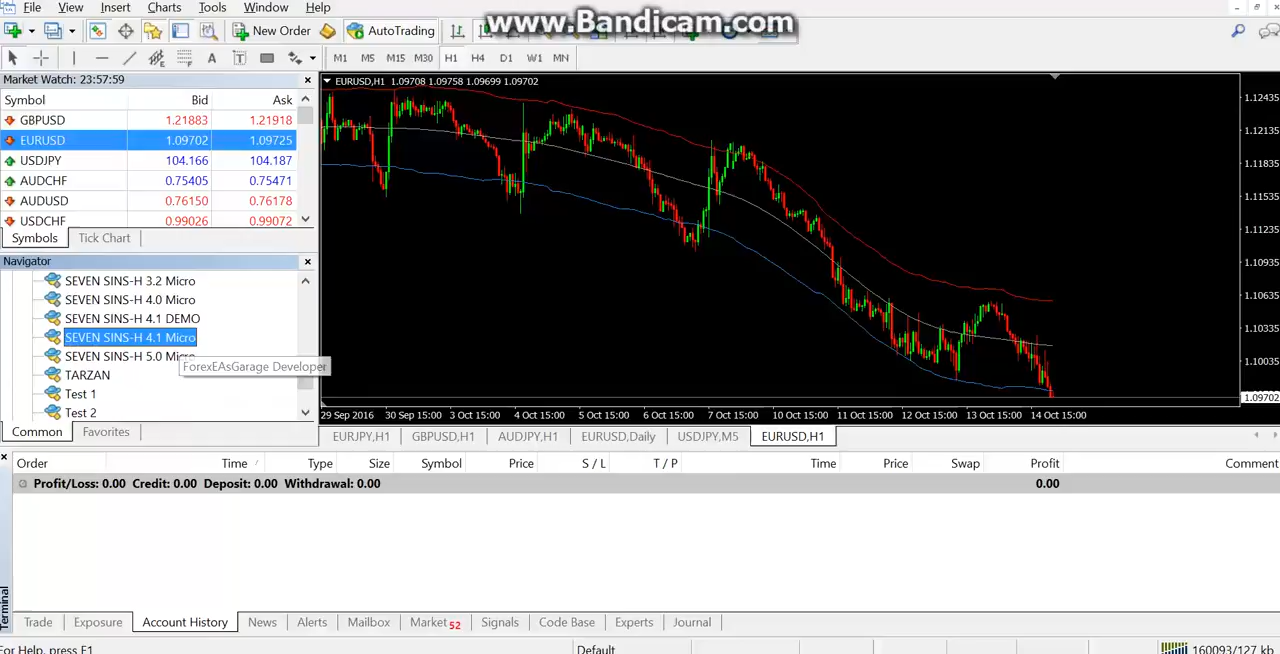 File View Insert Charts Tools Window Help
www.Bandicam.com
New Order AutoTrading
M1 M5 M15 M30 H1 H4 D1 W1 MN
Market Watch: 23:57:59
Symbol Bid Ask
GBPUSD 1.21883 1.21918
EURUSD 1.09702 1.09725
USDJPY 104.166 104.187
AUDCHF 0.75405 0.75471
AUDUSD 0.76150 0.76178
USDCHF 0.99026 0.99072
Symbols Tick Chart
Navigator
SEVEN SINS-H 3.2 Micro
SEVEN SINS-H 4.0 Micro
SEVEN SINS-H 4.1 DEMO
SEVEN SINS-H 4.1 Micro
SEVEN SINS-H 5.0 Micro
ForexEAsGarage Developer
TARZAN
Test 1
Test 2
Common Favorites
EURUSD,H1 1.09708 1.09758 1.09699 1.09702
1.12435
1.12135
1.11835
1.11535
1.11235
1.10935
1.10635
1.10335
1.10035
1.09702
29 Sep 2016 30 Sep 15:00 3 Oct 15:00 4 Oct 15:00 5 Oct 15:00 6 Oct 15:00 7 Oct 15:00 10 Oct 15:00 11 Oct 15:00 12 Oct 15:00 13 Oct 15:00 14 Oct 15:00
EURJPY,H1 GBPUSD,H1 AUDJPY,H1 EURUSD,Daily USDJPY,M5 EURUSD,H1
Order Time Type Size Symbol Price S / L T / P Time Price Swap Profit Comment
Profit/Loss: 0.00 Credit: 0.00 Deposit: 0.00 Withdrawal: 0.00 0.00
Terminal
Trade Exposure Account History News Alerts Mailbox Market 52 Signals Code Base Experts Journal
For Help, press F1 Default 160093/127 kb